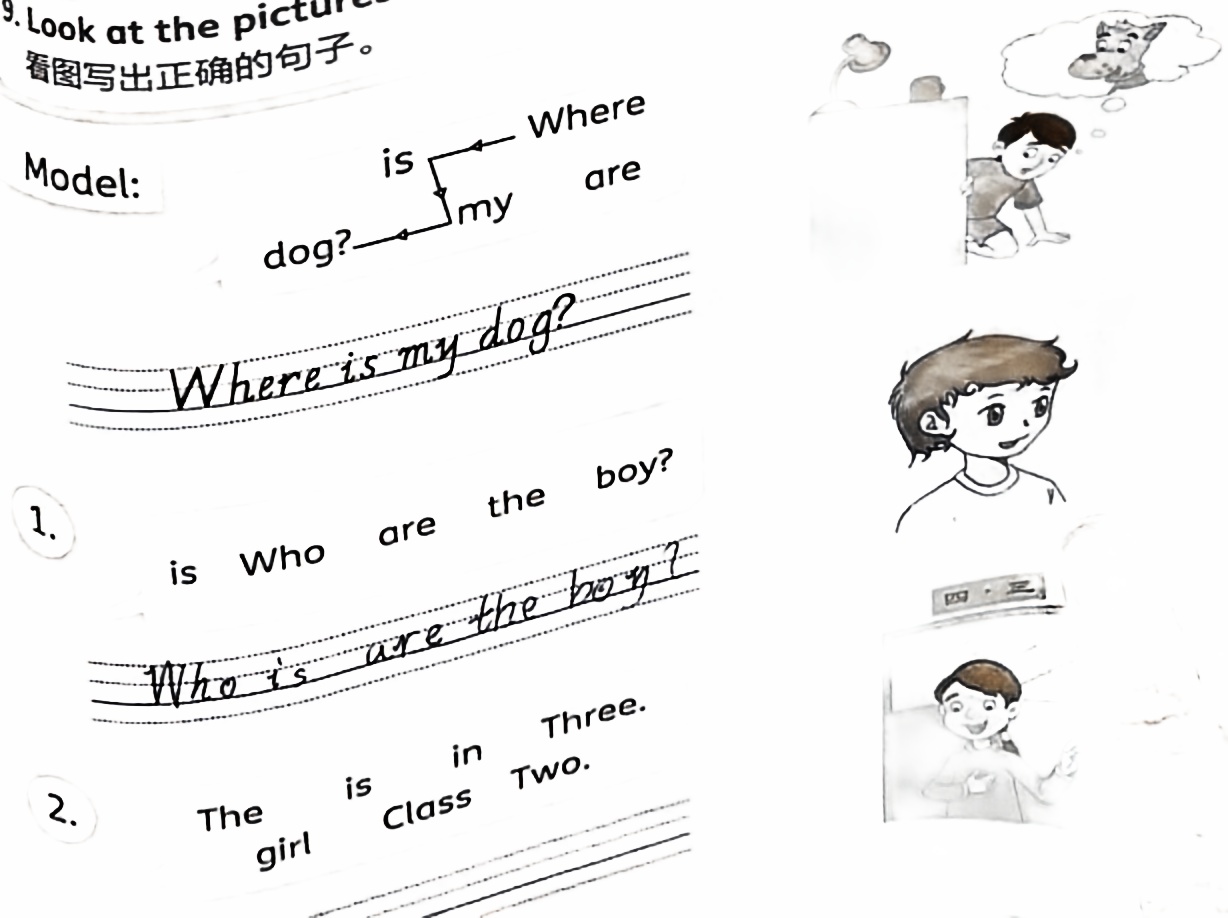 9. Look at the
看图写出正确的句子。
Model:
is Where
my are
dog?
Where is my dog?
1.
is Who are the boy?
Who is are the boy?
四·三
2.
The is in Three.
girl Class Two.